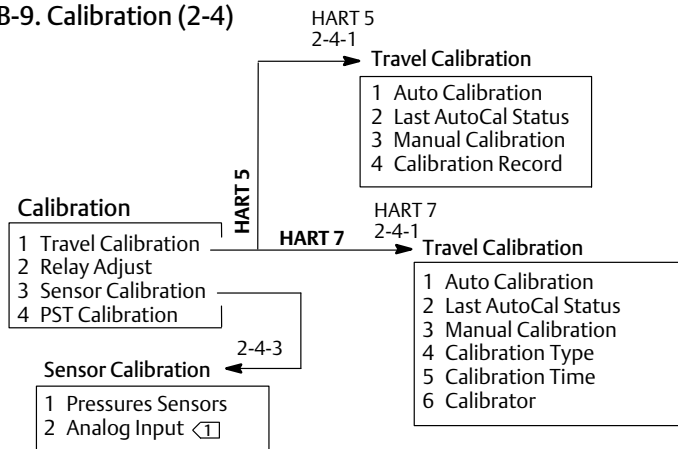 B-9. Calibration (2-4)
HART 5
2-4-1
Travel Calibration
1 Auto Calibration
2 Last AutoCal Status
3 Manual Calibration
4 Calibration Record
HART 5
Calibration
1 Travel Calibration
2 Relay Adjust
3 Sensor Calibration
4 PST Calibration
HART 7
HART 7
2-4-1
Travel Calibration
1 Auto Calibration
2 Last AutoCal Status
3 Manual Calibration
4 Calibration Type
5 Calibration Time
6 Calibrator
2-4-3
Sensor Calibration
1 Pressures Sensors
2 Analog Input 1